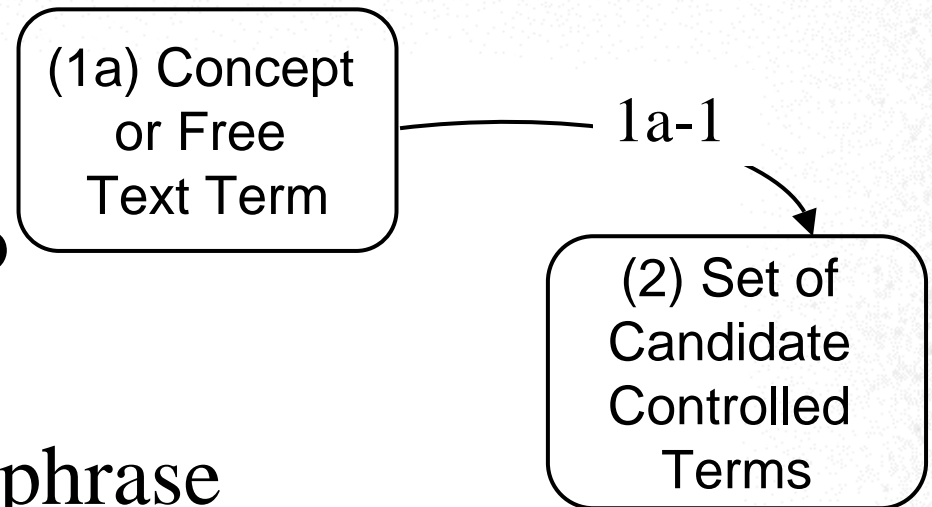 (1a) Concept
or Free
Text Term
1a-1
(2) Set of
Candidate
Controlled
Terms
phrase